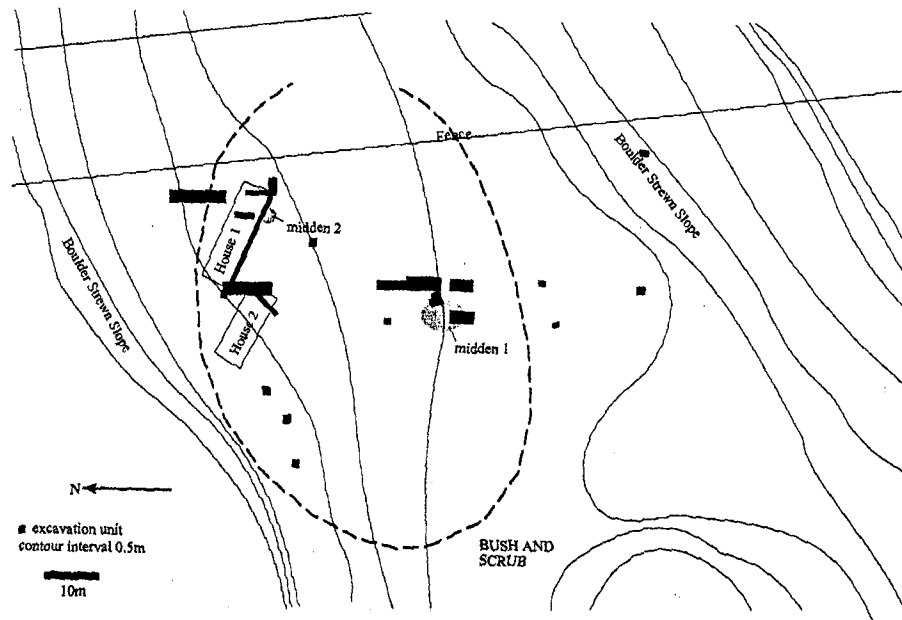 Fence
Boulder Strewn Slope
midden 2
House 1
Boulder Strewn Slope
House 2
midden 1
N
excavation unit
contour interval 0.5m
10m
BUSH AND
SCRUB